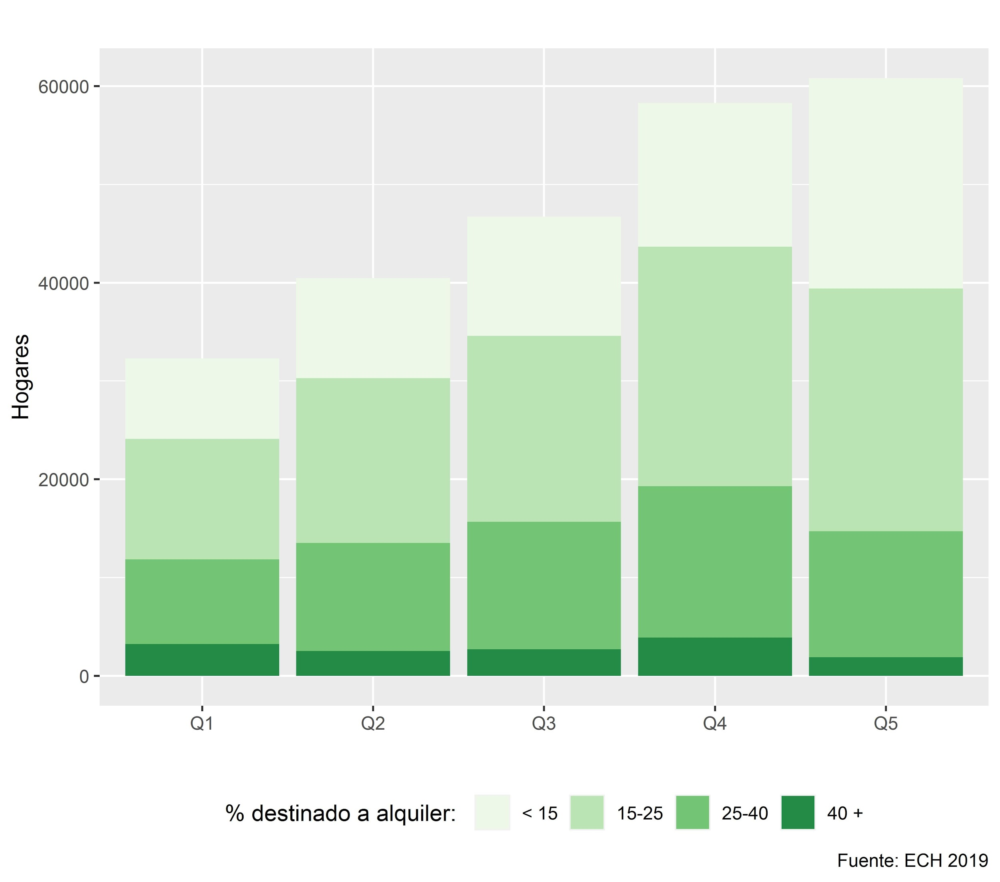 60000
40000
20000
0
Hogares
Q1 Q2 Q3 Q4 Q5
% destinado a alquiler: < 15 15-25 25-40 40 +
Fuente: ECH 2019